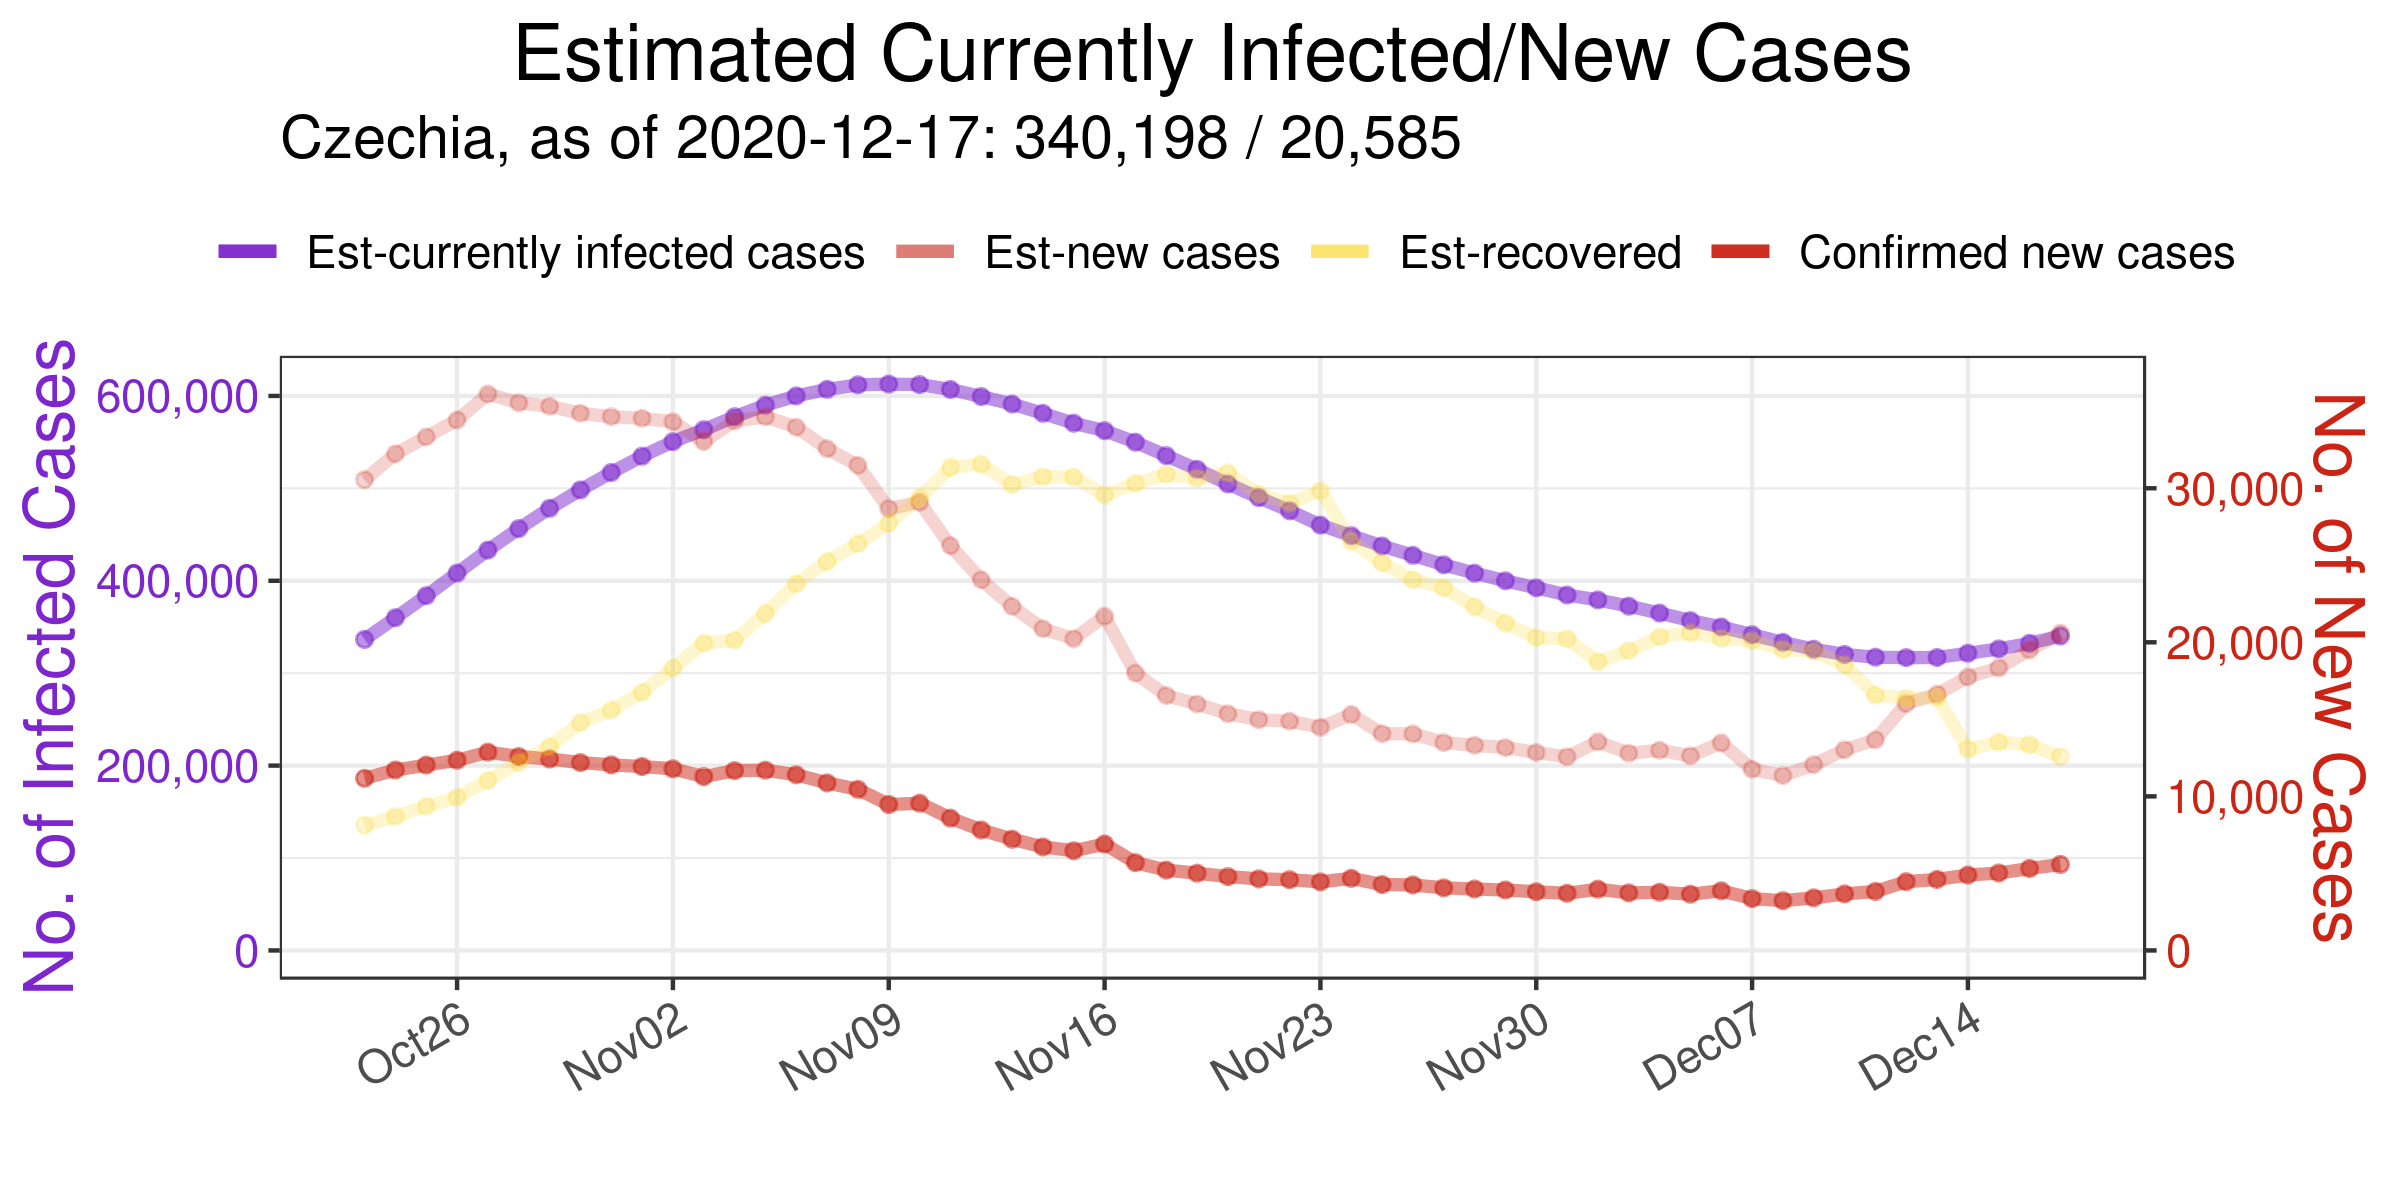 Estimated Currently Infected/New Cases
Czechia, as of 2020-12-17: 340,198 / 20,585
Est-currently infected cases Est-new cases Est-recovered Confirmed new cases
No. of Infected Cases
600,000
400,000
200,000
0
30,000
20,000
10,000
0
No. of New Cases
Oct26 Nov02 Nov09 Nov16 Nov23 Nov30 Dec07 Dec14